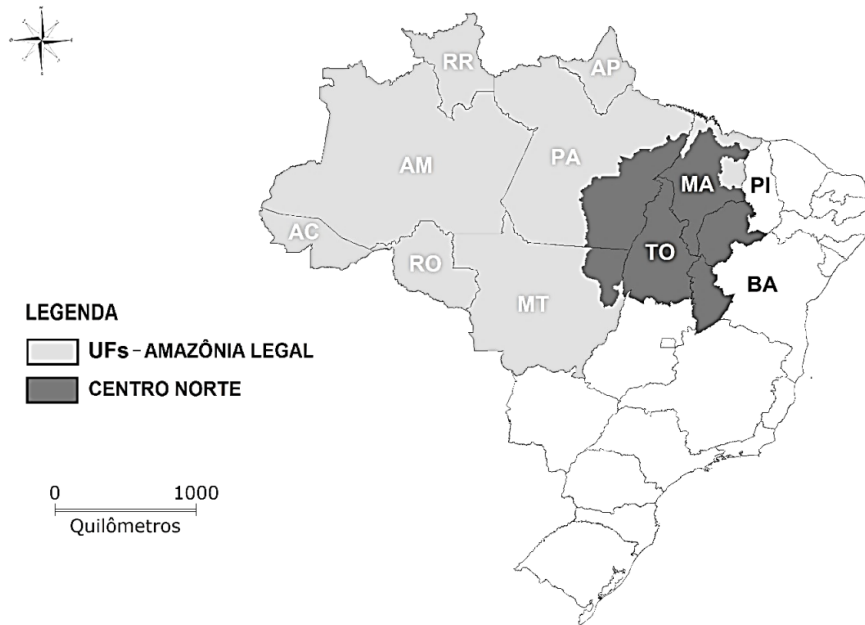 RR
AP
AM
PA
MA
PI
AC
RO
TO
MT
BA
LEGENDA
UFs - AMAZÔNIA LEGAL
CENTRO NORTE
0 1000
Quilômetros